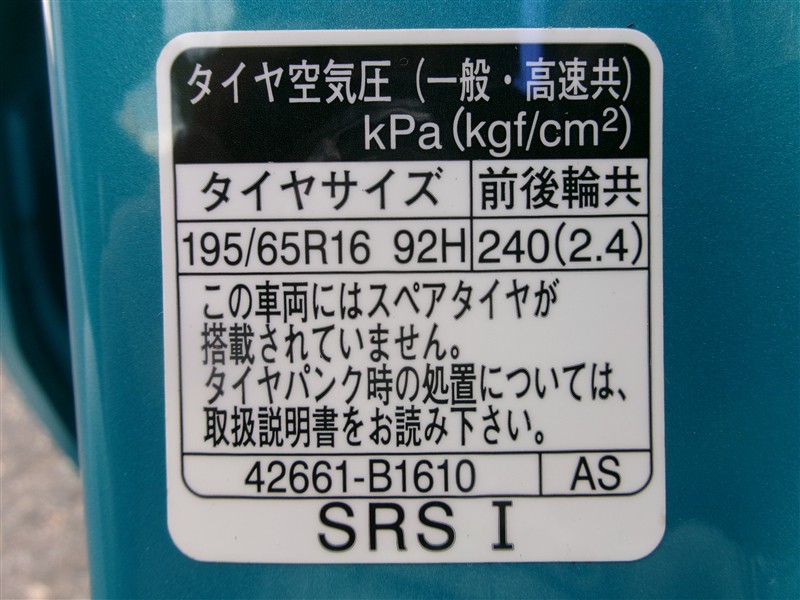 タイヤ空気圧(一般・高速共)
kPa(kgf/cm²)
タイヤサイズ 前後輪共
195/65R16 92H 240(2.4)
この車両にはスペアタイヤが
搭載されていません。
タイヤパンク時の処置については、
取扱説明書をお読み下さい。
42661-B1610 AS
SRS I